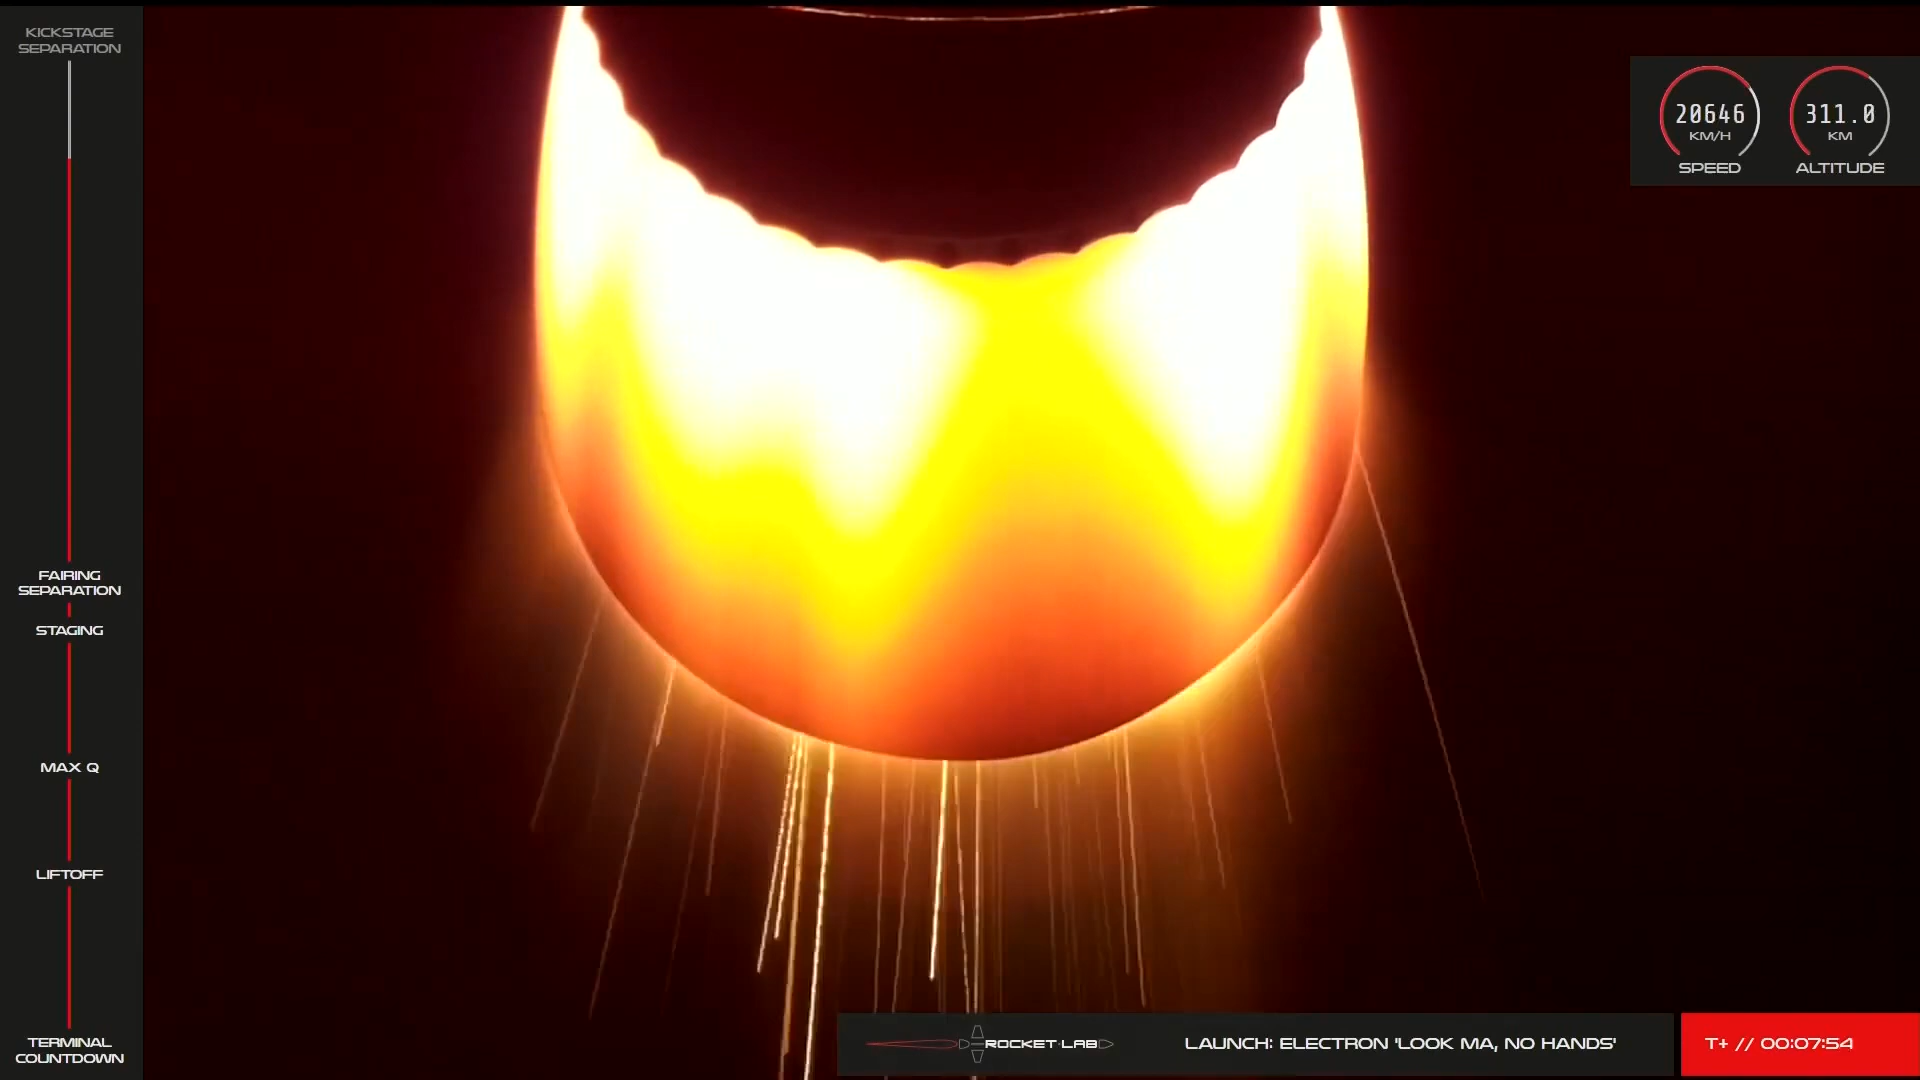 KICKSTAGE
SEPARATION
FAIRING
SEPARATION
STAGING
MAX Q
LIFTOFF
TERMINAL
COUNTDOWN
20646
KM/H
SPEED
311.0
KM
ALTITUDE
ROCKET LAB
LAUNCH: ELECTRON 'LOOK MA, NO HANDS'
T+ // 00:07:54